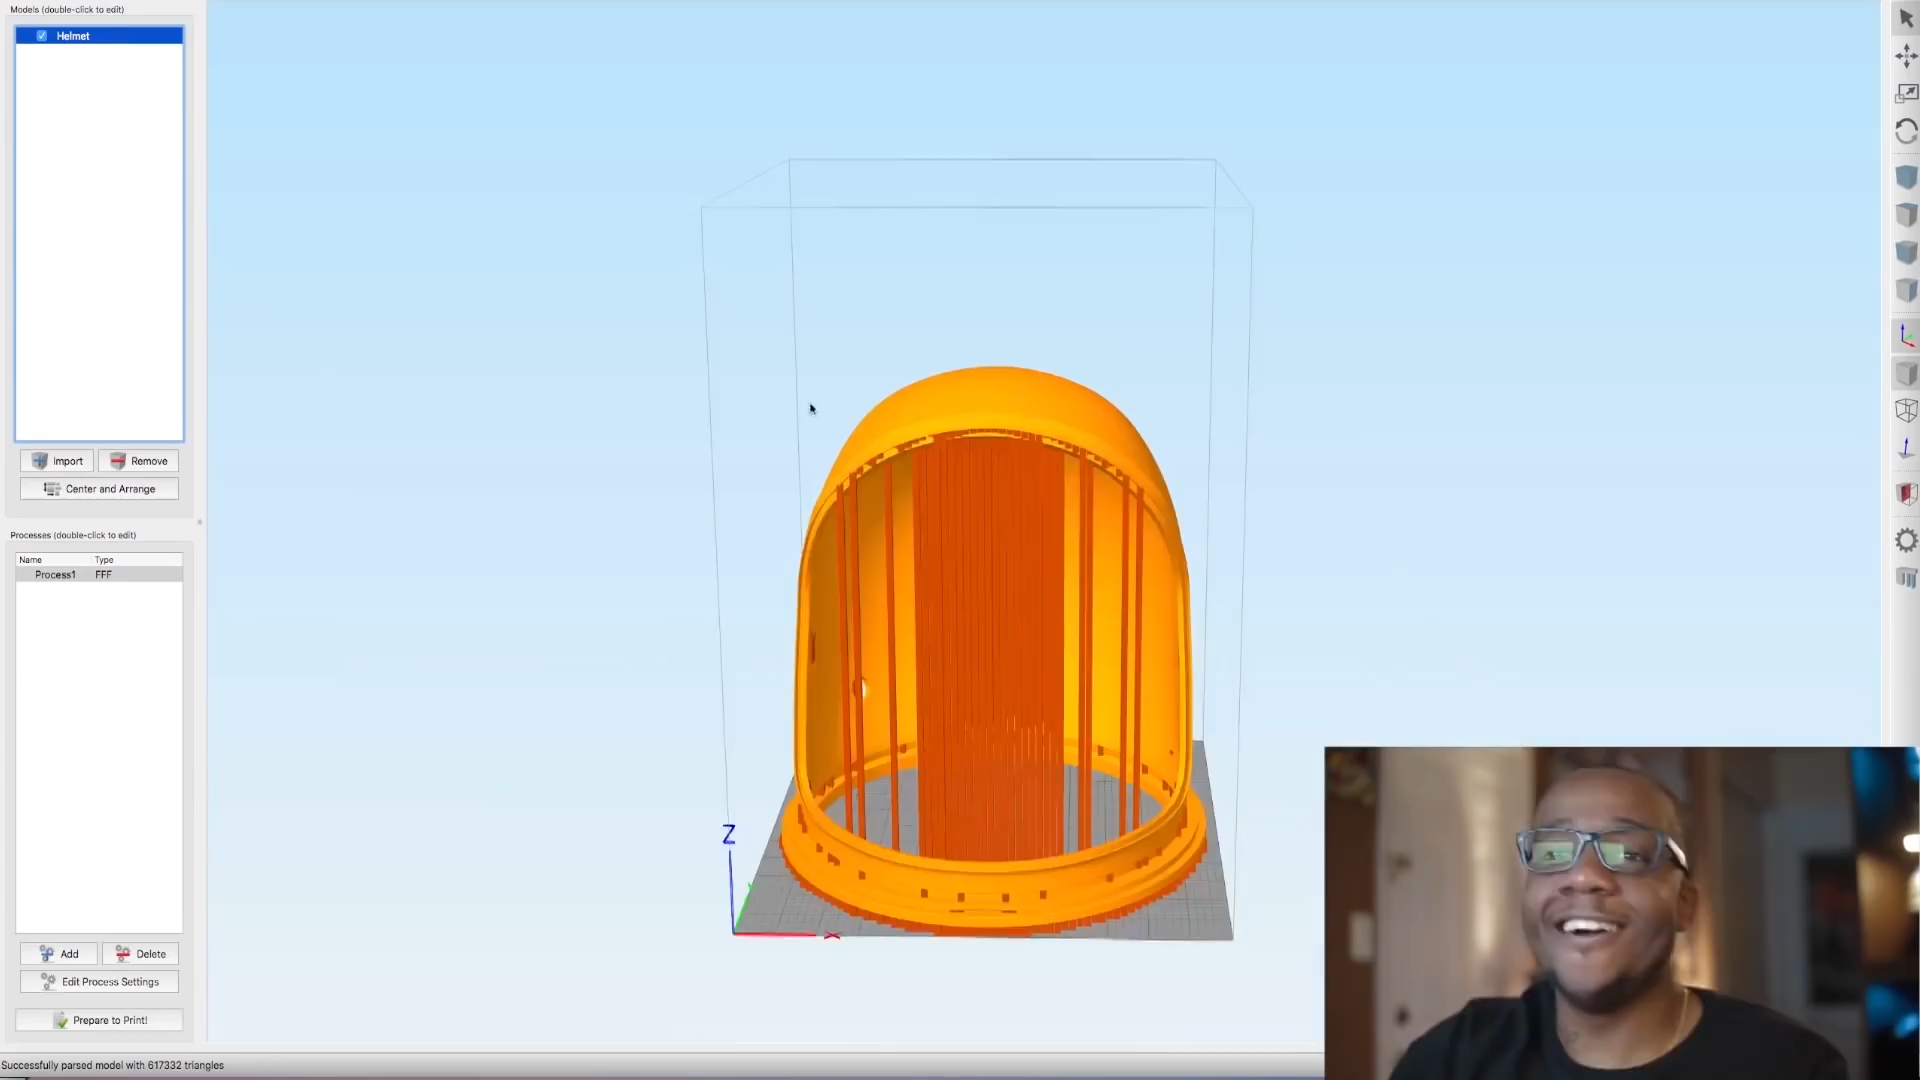 Models (double-click to edit)
Helmet
Import
Remove
Center and Arrange
Processes (double-click to edit)
Name Type
Process1 FFF
Add
Delete
Edit Process Settings
Prepare to Print!
Z
Successfully parsed model with 617332 triangles